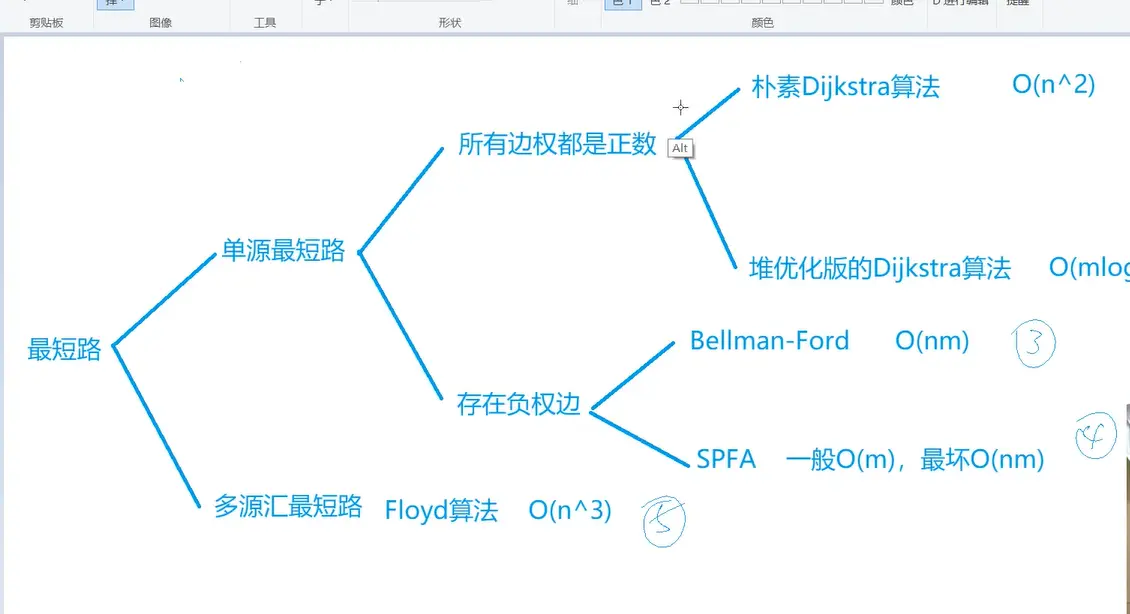 剪贴板
图像
工具
形状
颜色
朴素Dijkstra算法 O(n^2)
所有边权都是正数
Alt
单源最短路
堆优化版的Dijkstra算法 O(mlog
Bellman-Ford O(nm) 3
最短路
存在负权边
SPFA 一般O(m)，最坏O(nm) 4
多源汇最短路 Floyd算法 O(n^3) 5